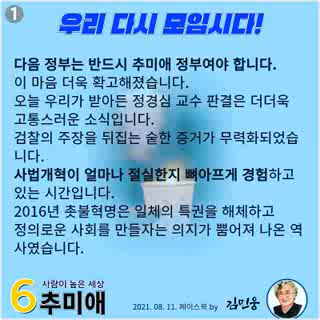 1
우리 다시 모입시다!
다음 정부는 반드시 추미애 정부여야 합니다.
이 마음 더욱 확고해졌습니다.
오늘 우리가 받아든 정경심 교수 판결은 더더욱
고통스러운 소식입니다.
검찰의 주장을 뒤집는 숱한 증거가 무력화되었습
니다.
사법개혁이 얼마나 절실한지 뼈아프게 경험하고
있는 시간입니다.
2016년 촛불혁명은 일체의 특권을 해체하고
정의로운 사회를 만들자는 의지가 뿜어져 나온 역
사였습니다.
사람이 높은 세상
6 추미애
2021. 08. 11. 페이스북 by 김민웅